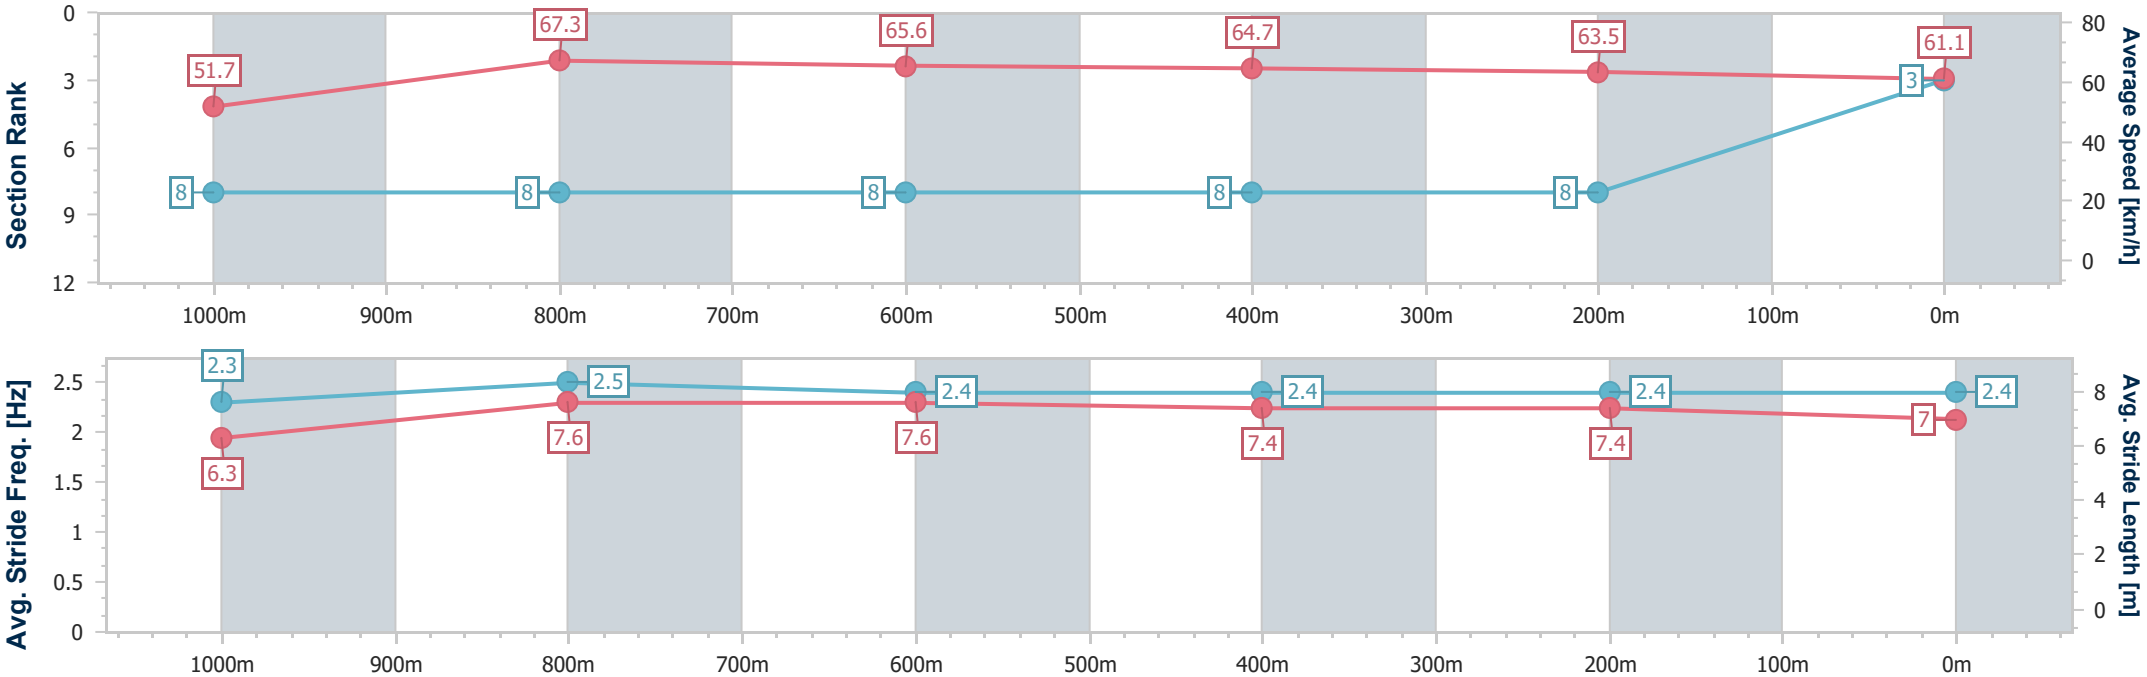 Section Rank
0
3
6
9
12
51.7
67.3
65.6
64.7
63.5
61.1
8
8
8
8
8
3
80
60
40
20
0
Average Speed [km/h]
1000m
900m
800m
700m
600m
500m
400m
300m
200m
100m
0m
Avg. Stride Freq. [Hz]
2.5
2
1.5
1
0.5
0
2.3
2.5
2.4
2.4
2.4
2.4
6.3
7.6
7.6
7.4
7.4
7
8
6
4
2
0
Avg. Stride Length [m]
1000m
900m
800m
700m
600m
500m
400m
300m
200m
100m
0m